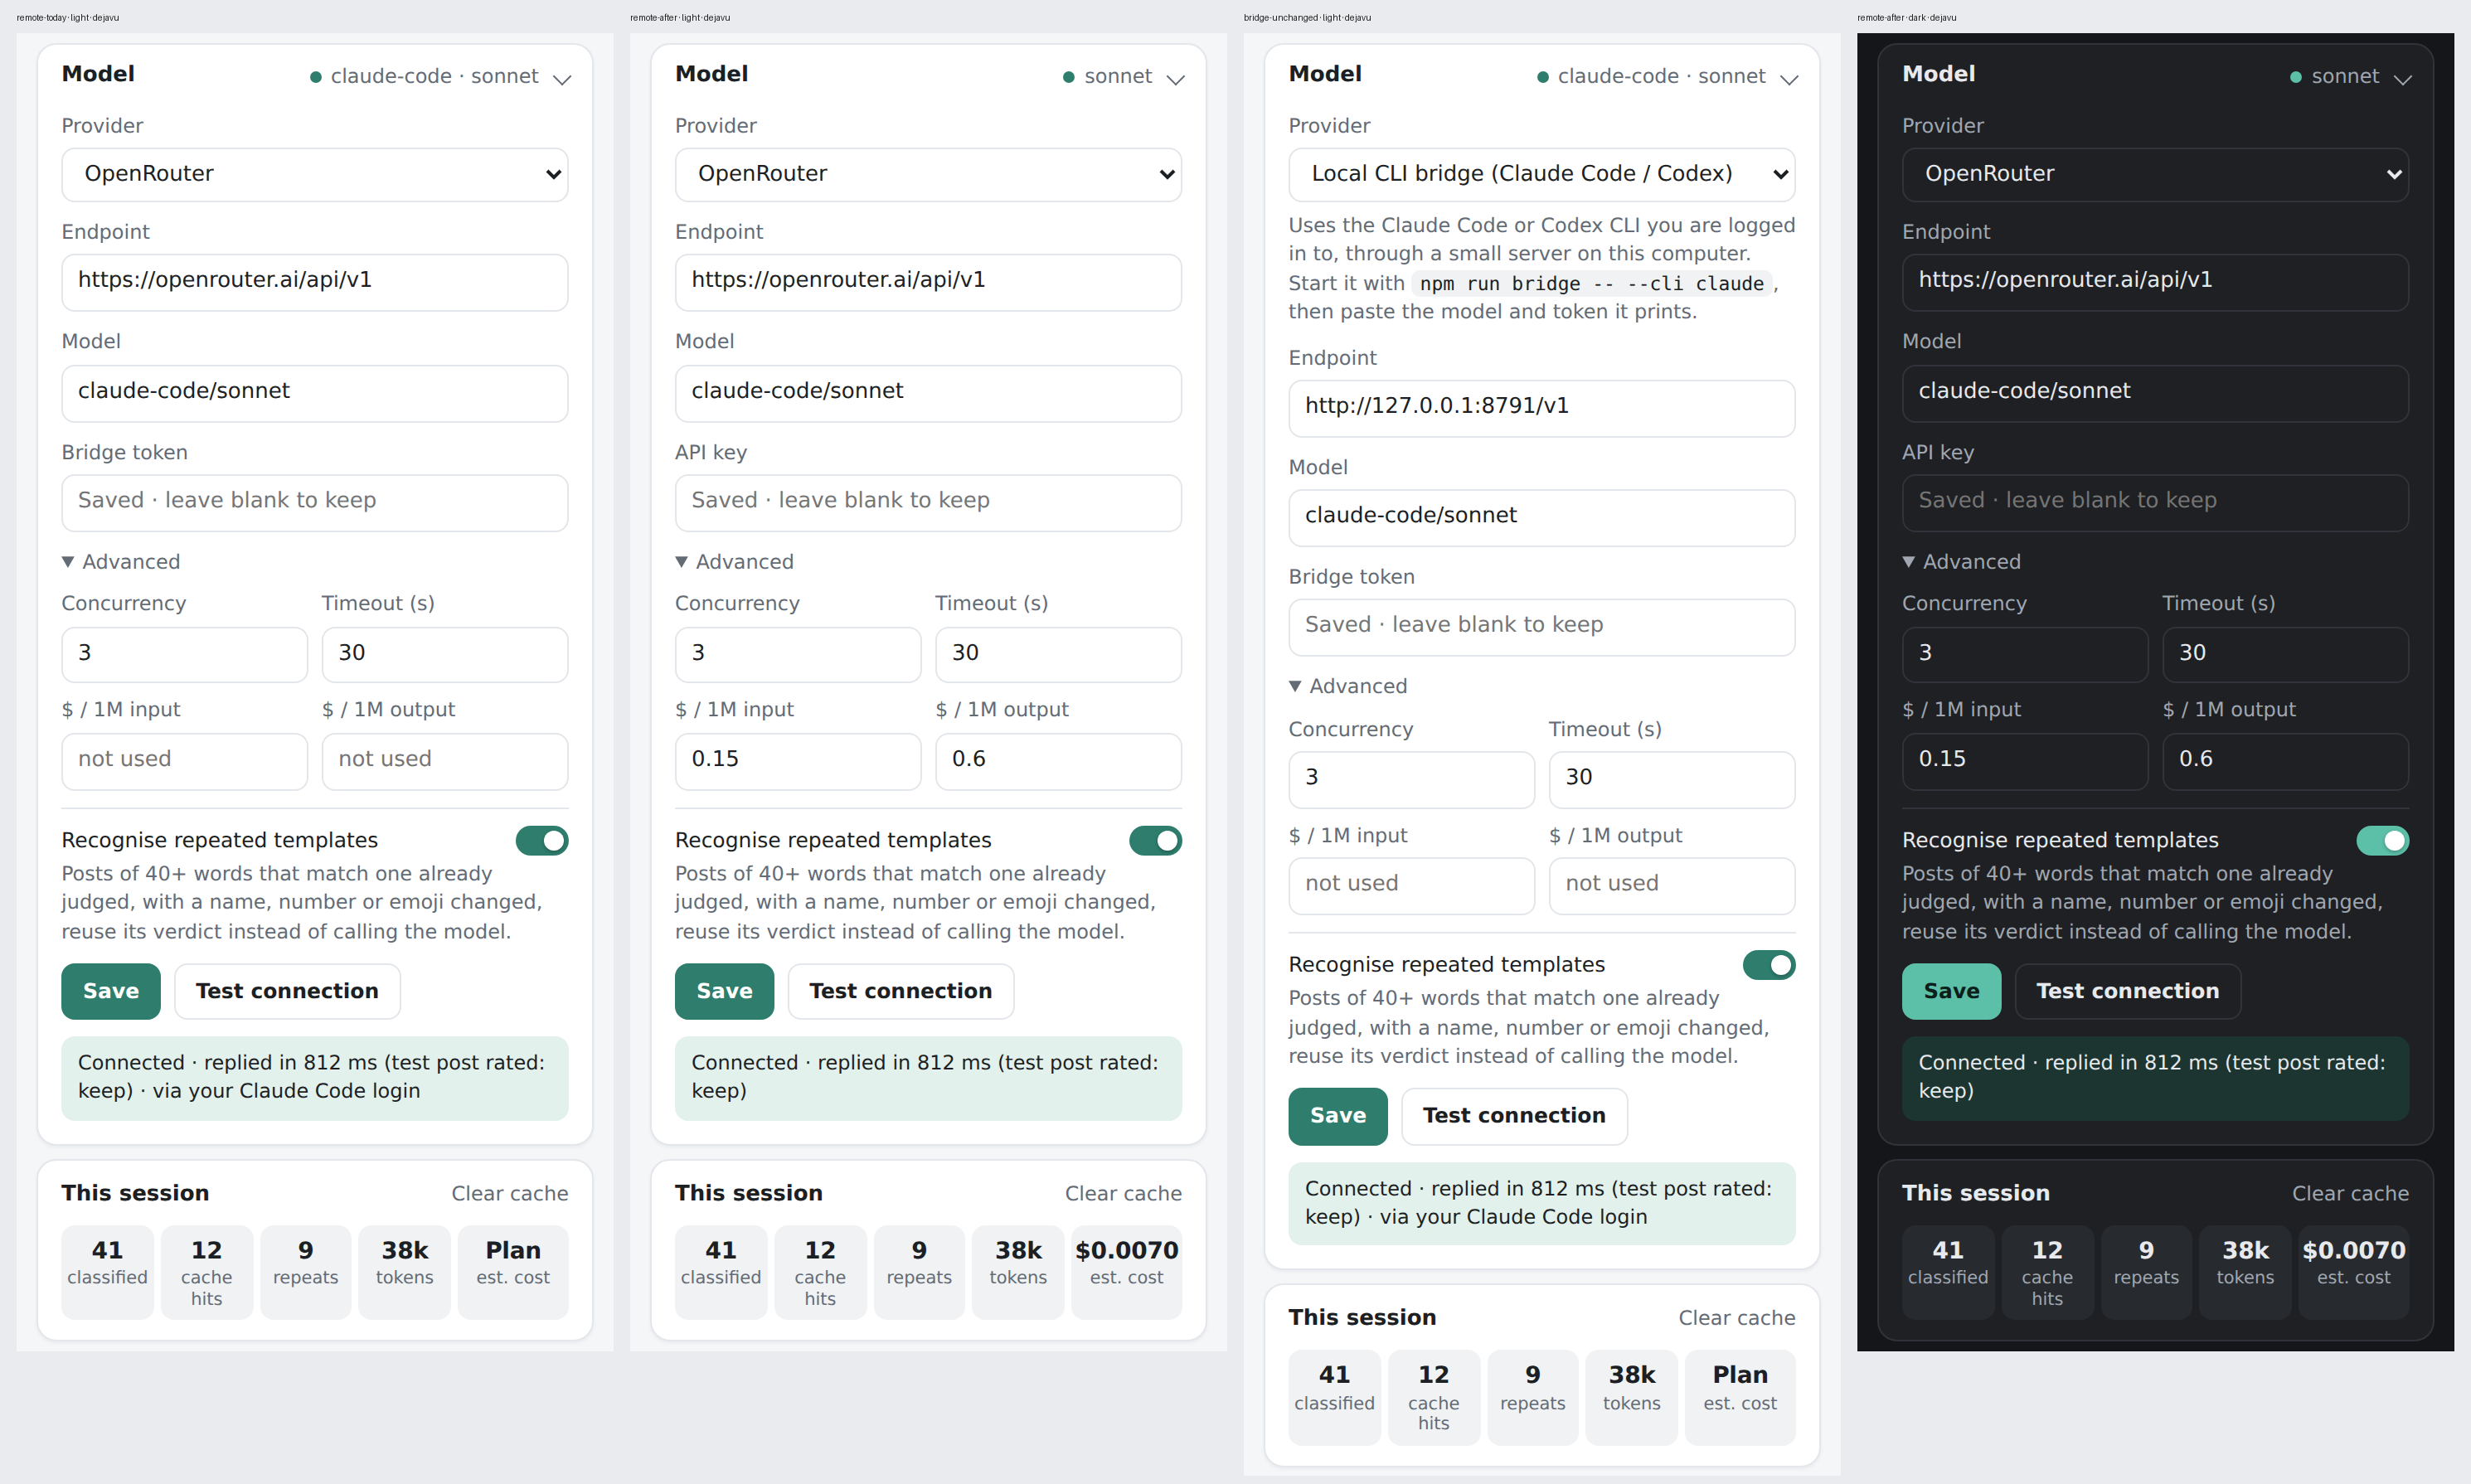 remote-today · light · dejavu
Model
claude-code · sonnet
Provider
OpenRouter
Endpoint
https://openrouter.ai/api/v1
Model
claude-code/sonnet
Bridge token
Saved · leave blank to keep
▼ Advanced
Concurrency
Timeout (s)
3
30
$ / 1M input
$ / 1M output
not used
not used
Recognise repeated templates
Posts of 40+ words that match one already
judged, with a name, number or emoji changed,
reuse its verdict instead of calling the model.
Save
Test connection
Connected · replied in 812 ms (test post rated:
keep) · via your Claude Code login
This session
Clear cache
41
classified
12
cache
hits
9
repeats
38k
tokens
Plan
est. cost
remote-after · light · dejavu
Model
sonnet
Provider
OpenRouter
Endpoint
https://openrouter.ai/api/v1
Model
claude-code/sonnet
API key
Saved · leave blank to keep
▼ Advanced
Concurrency
Timeout (s)
3
30
$ / 1M input
$ / 1M output
0.15
0.6
Recognise repeated templates
Posts of 40+ words that match one already
judged, with a name, number or emoji changed,
reuse its verdict instead of calling the model.
Save
Test connection
Connected · replied in 812 ms (test post rated:
keep)
This session
Clear cache
41
classified
12
cache
hits
9
repeats
38k
tokens
$0.0070
est. cost
bridge-unchanged · light · dejavu
Model
claude-code · sonnet
Provider
Local CLI bridge (Claude Code / Codex)
Uses the Claude Code or Codex CLI you are logged
in to, through a small server on this computer.
Start it with npm run bridge -- --cli claude,
then paste the model and token it prints.
Endpoint
http://127.0.0.1:8791/v1
Model
claude-code/sonnet
Bridge token
Saved · leave blank to keep
▼ Advanced
Concurrency
Timeout (s)
3
30
$ / 1M input
$ / 1M output
not used
not used
Recognise repeated templates
Posts of 40+ words that match one already
judged, with a name, number or emoji changed,
reuse its verdict instead of calling the model.
Save
Test connection
Connected · replied in 812 ms (test post rated:
keep) · via your Claude Code login
This session
Clear cache
41
classified
12
cache
hits
9
repeats
38k
tokens
Plan
est. cost
remote-after · dark · dejavu
Model
sonnet
Provider
OpenRouter
Endpoint
https://openrouter.ai/api/v1
Model
claude-code/sonnet
API key
Saved · leave blank to keep
▼ Advanced
Concurrency
Timeout (s)
3
30
$ / 1M input
$ / 1M output
0.15
0.6
Recognise repeated templates
Posts of 40+ words that match one already
judged, with a name, number or emoji changed,
reuse its verdict instead of calling the model.
Save
Test connection
Connected · replied in 812 ms (test post rated:
keep)
This session
Clear cache
41
classified
12
cache
hits
9
repeats
38k
tokens
$0.0070
est. cost